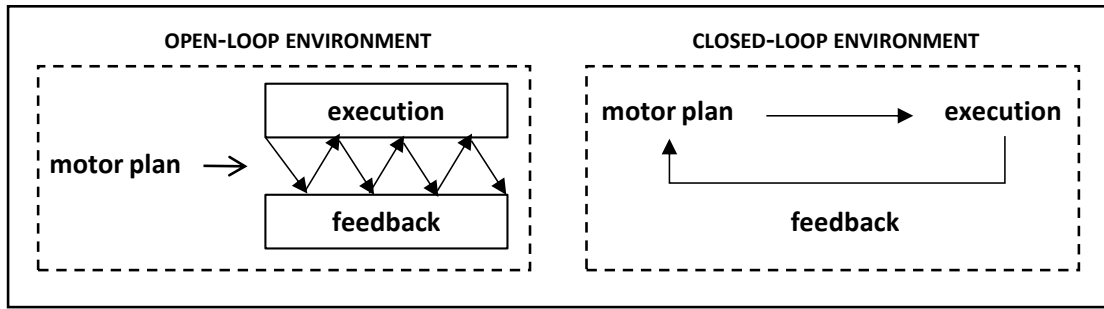 OPEN-LOOP ENVIRONMENT
execution
motor plan
feedback
CLOSED-LOOP ENVIRONMENT
motor plan
execution
feedback